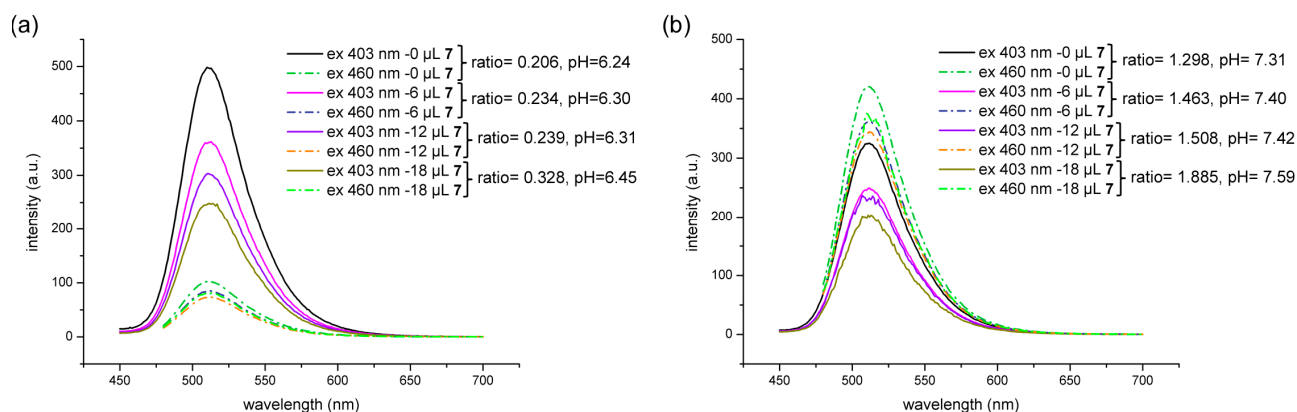 (a)
ex 403 nm -0 µL 7
ex 460 nm -0 µL 7
ratio= 0.206, pH=6.24
ex 403 nm -6 µL 7
ex 460 nm -6 µL 7
ratio= 0.234, pH=6.30
ex 403 nm -12 µL 7
ex 460 nm -12 µL 7
ratio= 0.239, pH=6.31
ex 403 nm -18 µL 7
ex 460 nm -18 µL 7
ratio= 0.328, pH=6.45
500
400
300
200
100
0
intensity (a.u.)
450 500 550 600 650 700
wavelength (nm)
(b)
ex 403 nm -0 µL 7
ex 460 nm -0 µL 7
ratio= 1.298, pH= 7.31
ex 403 nm -6 µL 7
ex 460 nm -6 µL 7
ratio= 1.463, pH= 7.40
ex 403 nm -12 µL 7
ex 460 nm -12 µL 7
ratio= 1.508, pH= 7.42
ex 403 nm -18 µL 7
ex 460 nm -18 µL 7
ratio= 1.885, pH= 7.59
500
400
300
200
100
0
intensity (a.u.)
450 500 550 600 650 700
wavelength (nm)